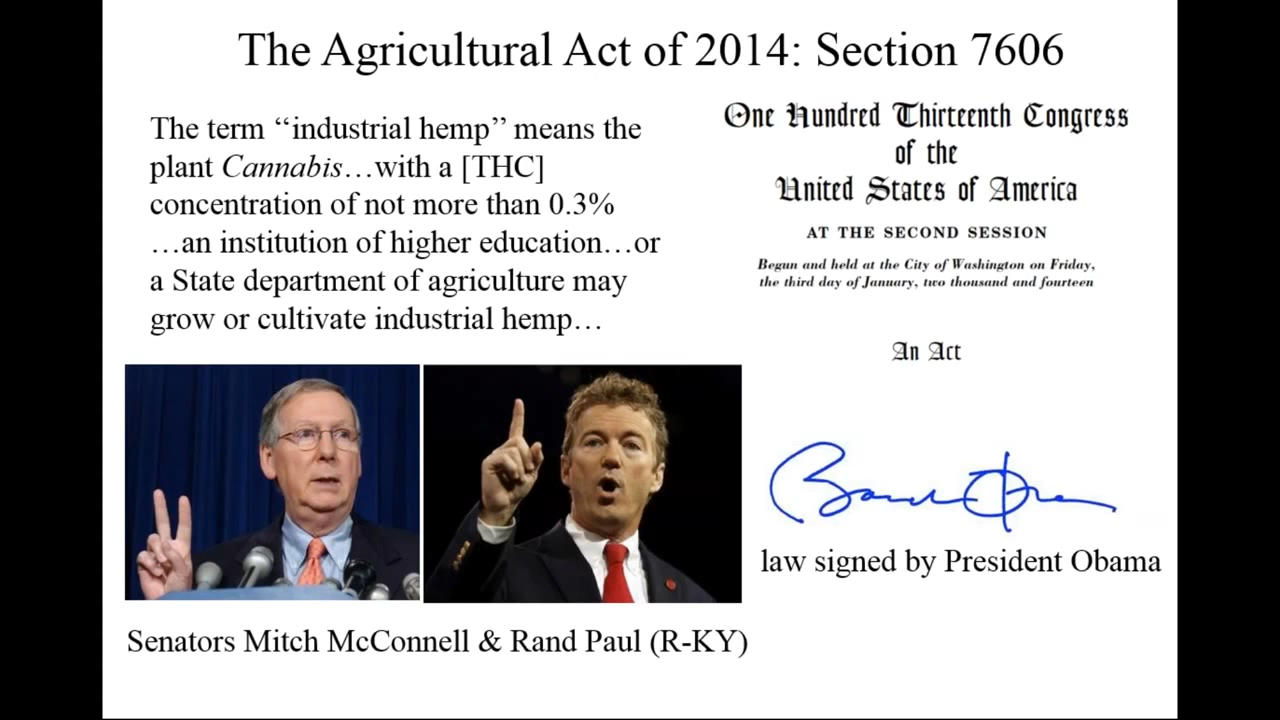 The Agricultural Act of 2014: Section 7606
The term ‘‘industrial hemp’’ means the
plant Cannabis…with a [THC]
concentration of not more than 0.3%
…an institution of higher education…or
a State department of agriculture may
grow or cultivate industrial hemp…
One Hundred Thirteenth Congress
of the
United States of America
AT THE SECOND SESSION
Begun and held at the City of Washington on Friday,
the third day of January, two thousand and fourteen
An Act
law signed by President Obama
Senators Mitch McConnell & Rand Paul (R-KY)